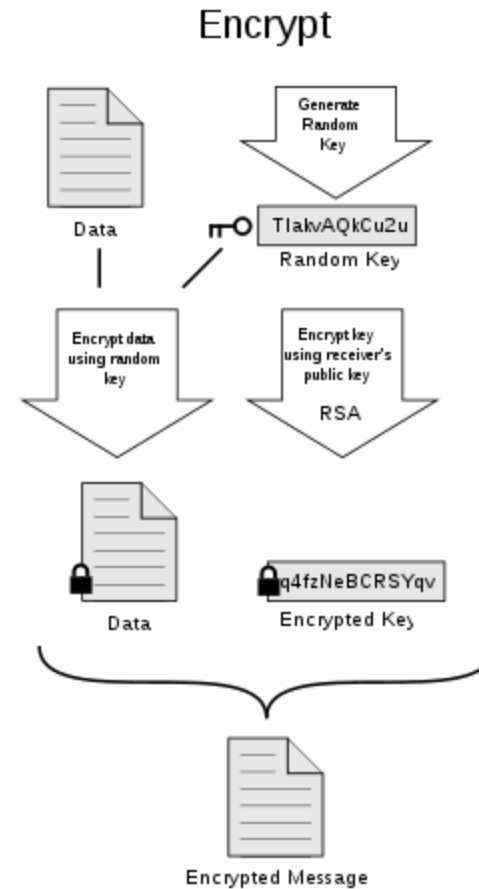 Encrypt
Generate
Random
Key
Data
TIakvAQkCu2u
Random Key
Encrypt data
using random
key
Encrypt key
using receiver's
public key
RSA
Data
q4fzNeBCRSYqv
Encrypted Key
Encrypted Message